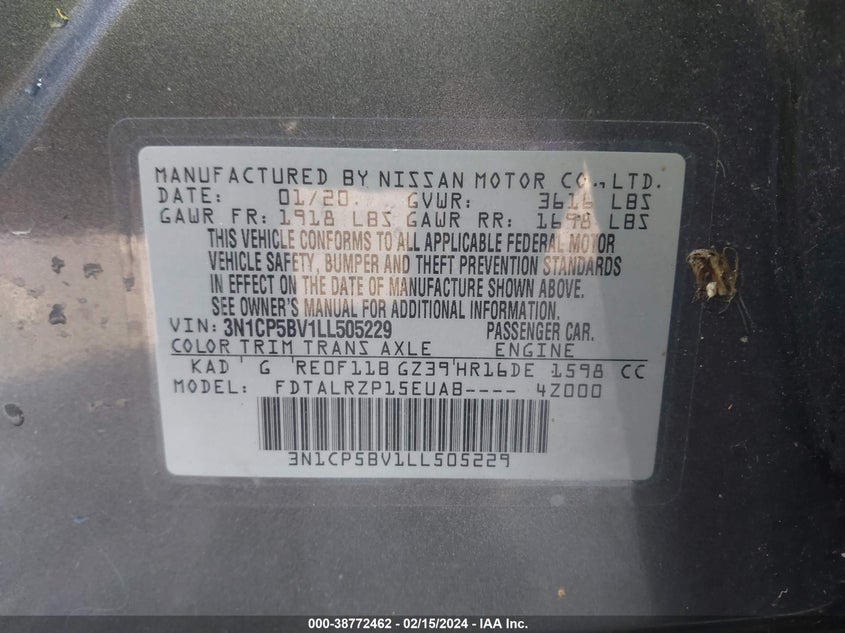 MANUFACTURED BY NISSAN MOTOR CO., LTD.
DATE: 01/20 GVWR: 3616 LBS
GAWR FR: 1918 LBS GAWR RR: 1698 LBS
THIS VEHICLE CONFORMS TO ALL APPLICABLE FEDERAL MOTOR
VEHICLE SAFETY, BUMPER AND THEFT PREVENTION STANDARDS
IN EFFECT ON THE DATE OF MANUFACTURE SHOWN ABOVE.
SEE OWNER'S MANUAL FOR ADDITIONAL INFORMATION.
VIN: 3N1CP5BV1LL505229 PASSENGER CAR.
COLOR TRIM TRANS AXLE ENGINE
KAD G RE0F11B GZ39 HR16DE 1598 CC
MODEL: FDTALRZP15EUAB---- 4Z000
3N1CP5BV1LL505229
000-38772462 - 02/15/2024 - IAA Inc.